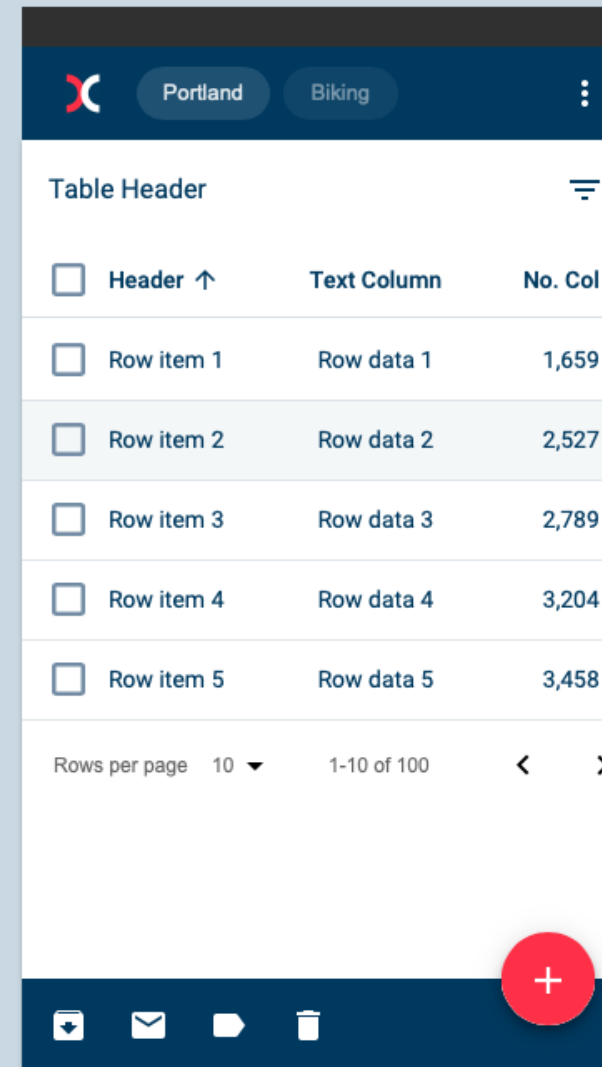 Portland Biking
Table Header
Header Text Column No. Col
Row item 1 Row data 1 1,659
Row item 2 Row data 2 2,527
Row item 3 Row data 3 2,789
Row item 4 Row data 4 3,204
Row item 5 Row data 5 3,458
Rows per page 10 1-10 of 100